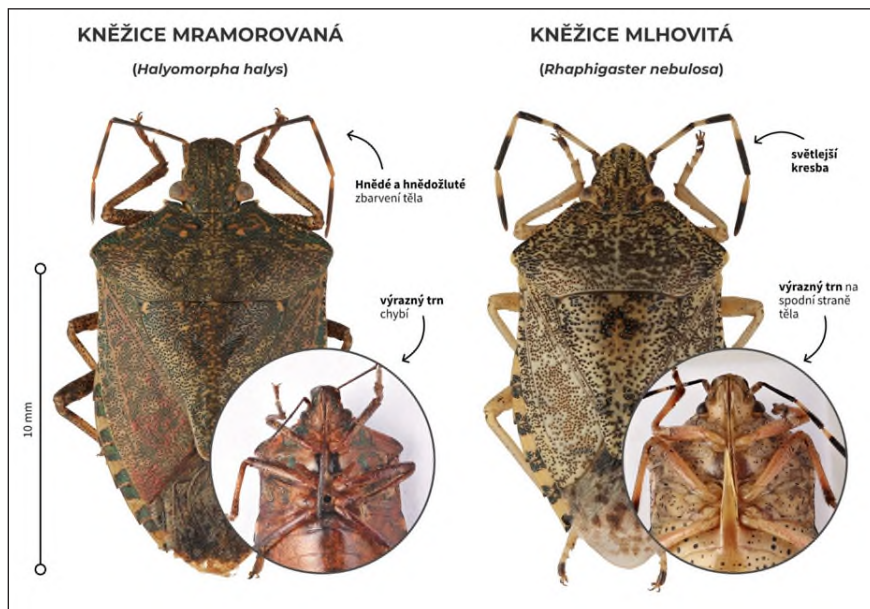 KNĚŽICE MRAMOROVANÁ
(Halyomorpha halys)
Hnědé a hnědožluté
zbarvení těla
výrazný trn
chybí
10 mm
KNĚŽICE MLHOVITÁ
(Rhaphigaster nebulosa)
světlejší
kresba
výrazný trn na
spodní straně
těla